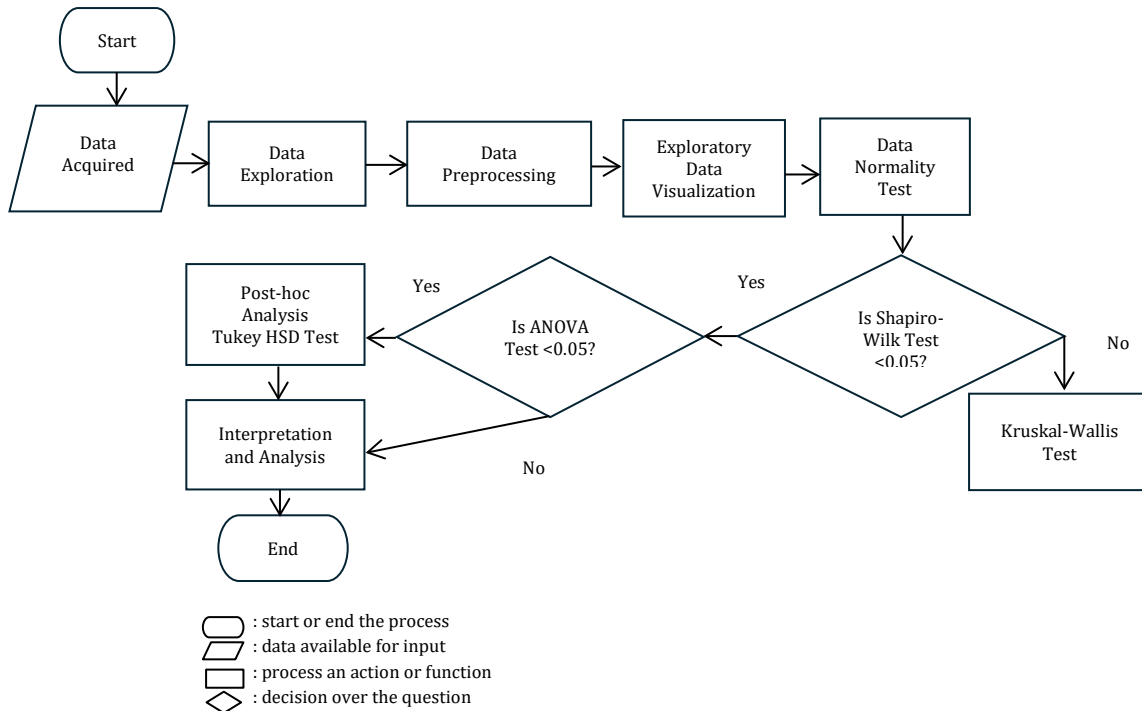 Start
Data
Acquired
Data
Exploration
Data
Preprocessing
Exploratory
Data
Visualization
Data
Normality
Test
Post-hoc
Analysis
Tukey HSD Test
Yes
Is ANOVA
Test <0.05?
Yes
Is Shapiro-
Wilk Test
<0.05?
No
Kruskal-Wallis
Test
Interpretation
and Analysis
No
End
: start or end the process
: data available for input
: process an action or function
: decision over the question